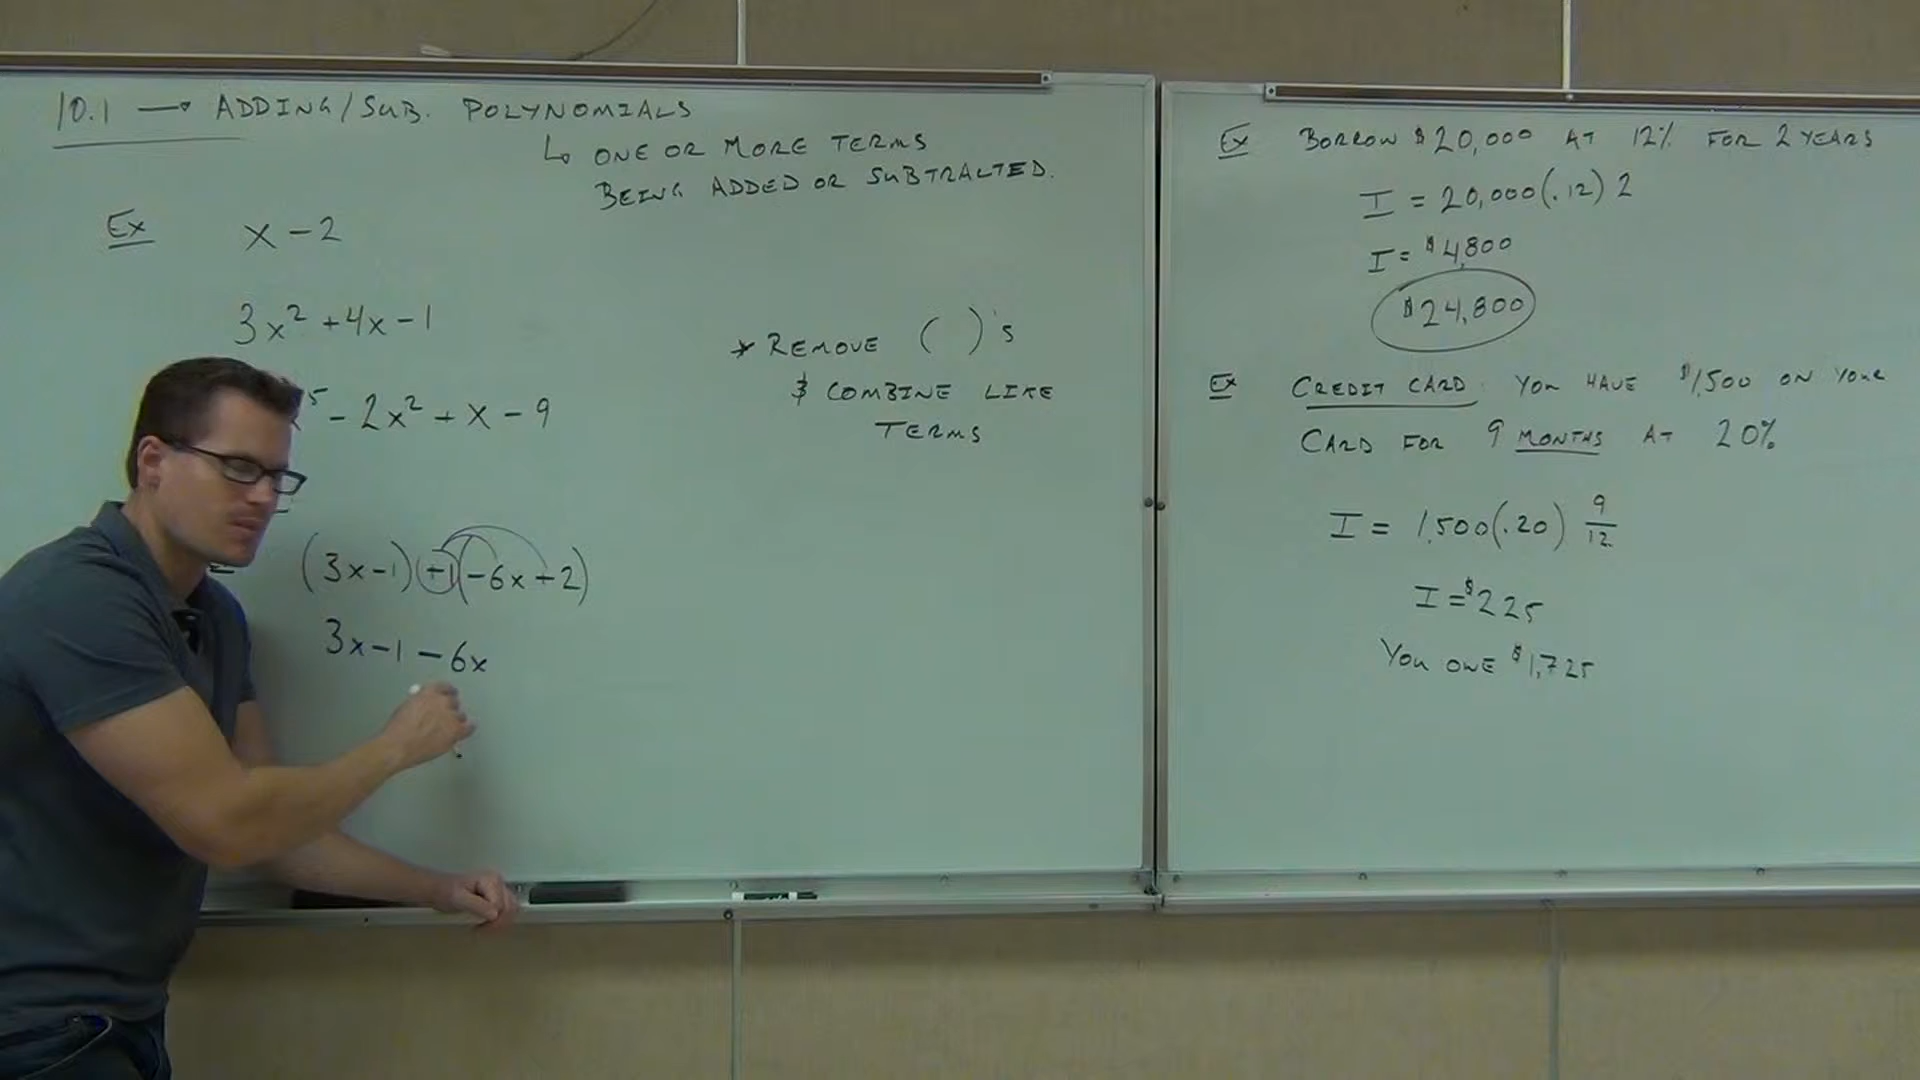 10.1 → ADDING/SUB. POLYNOMIALS
↳ ONE OR MORE TERMS
BEING ADDED OR SUBTRACTED.
Ex x - 2
3x² + 4x - 1
⁵ - 2x² + x - 9
* REMOVE ( )'s
& COMBINE LIKE
TERMS
(3x-1)+1(-6x+2)
3x-1-6x
Ex BORROW $20,000 AT 12% FOR 2 YEARS
I = 20,000(.12) 2
I = $4,800
$24,800
Ex CREDIT CARD: YOU HAVE $1,500 ON YOUR
CARD FOR 9 MONTHS AT 20%
I = 1,500(.20) 9/12
I = $225
YOU OWE $1,725